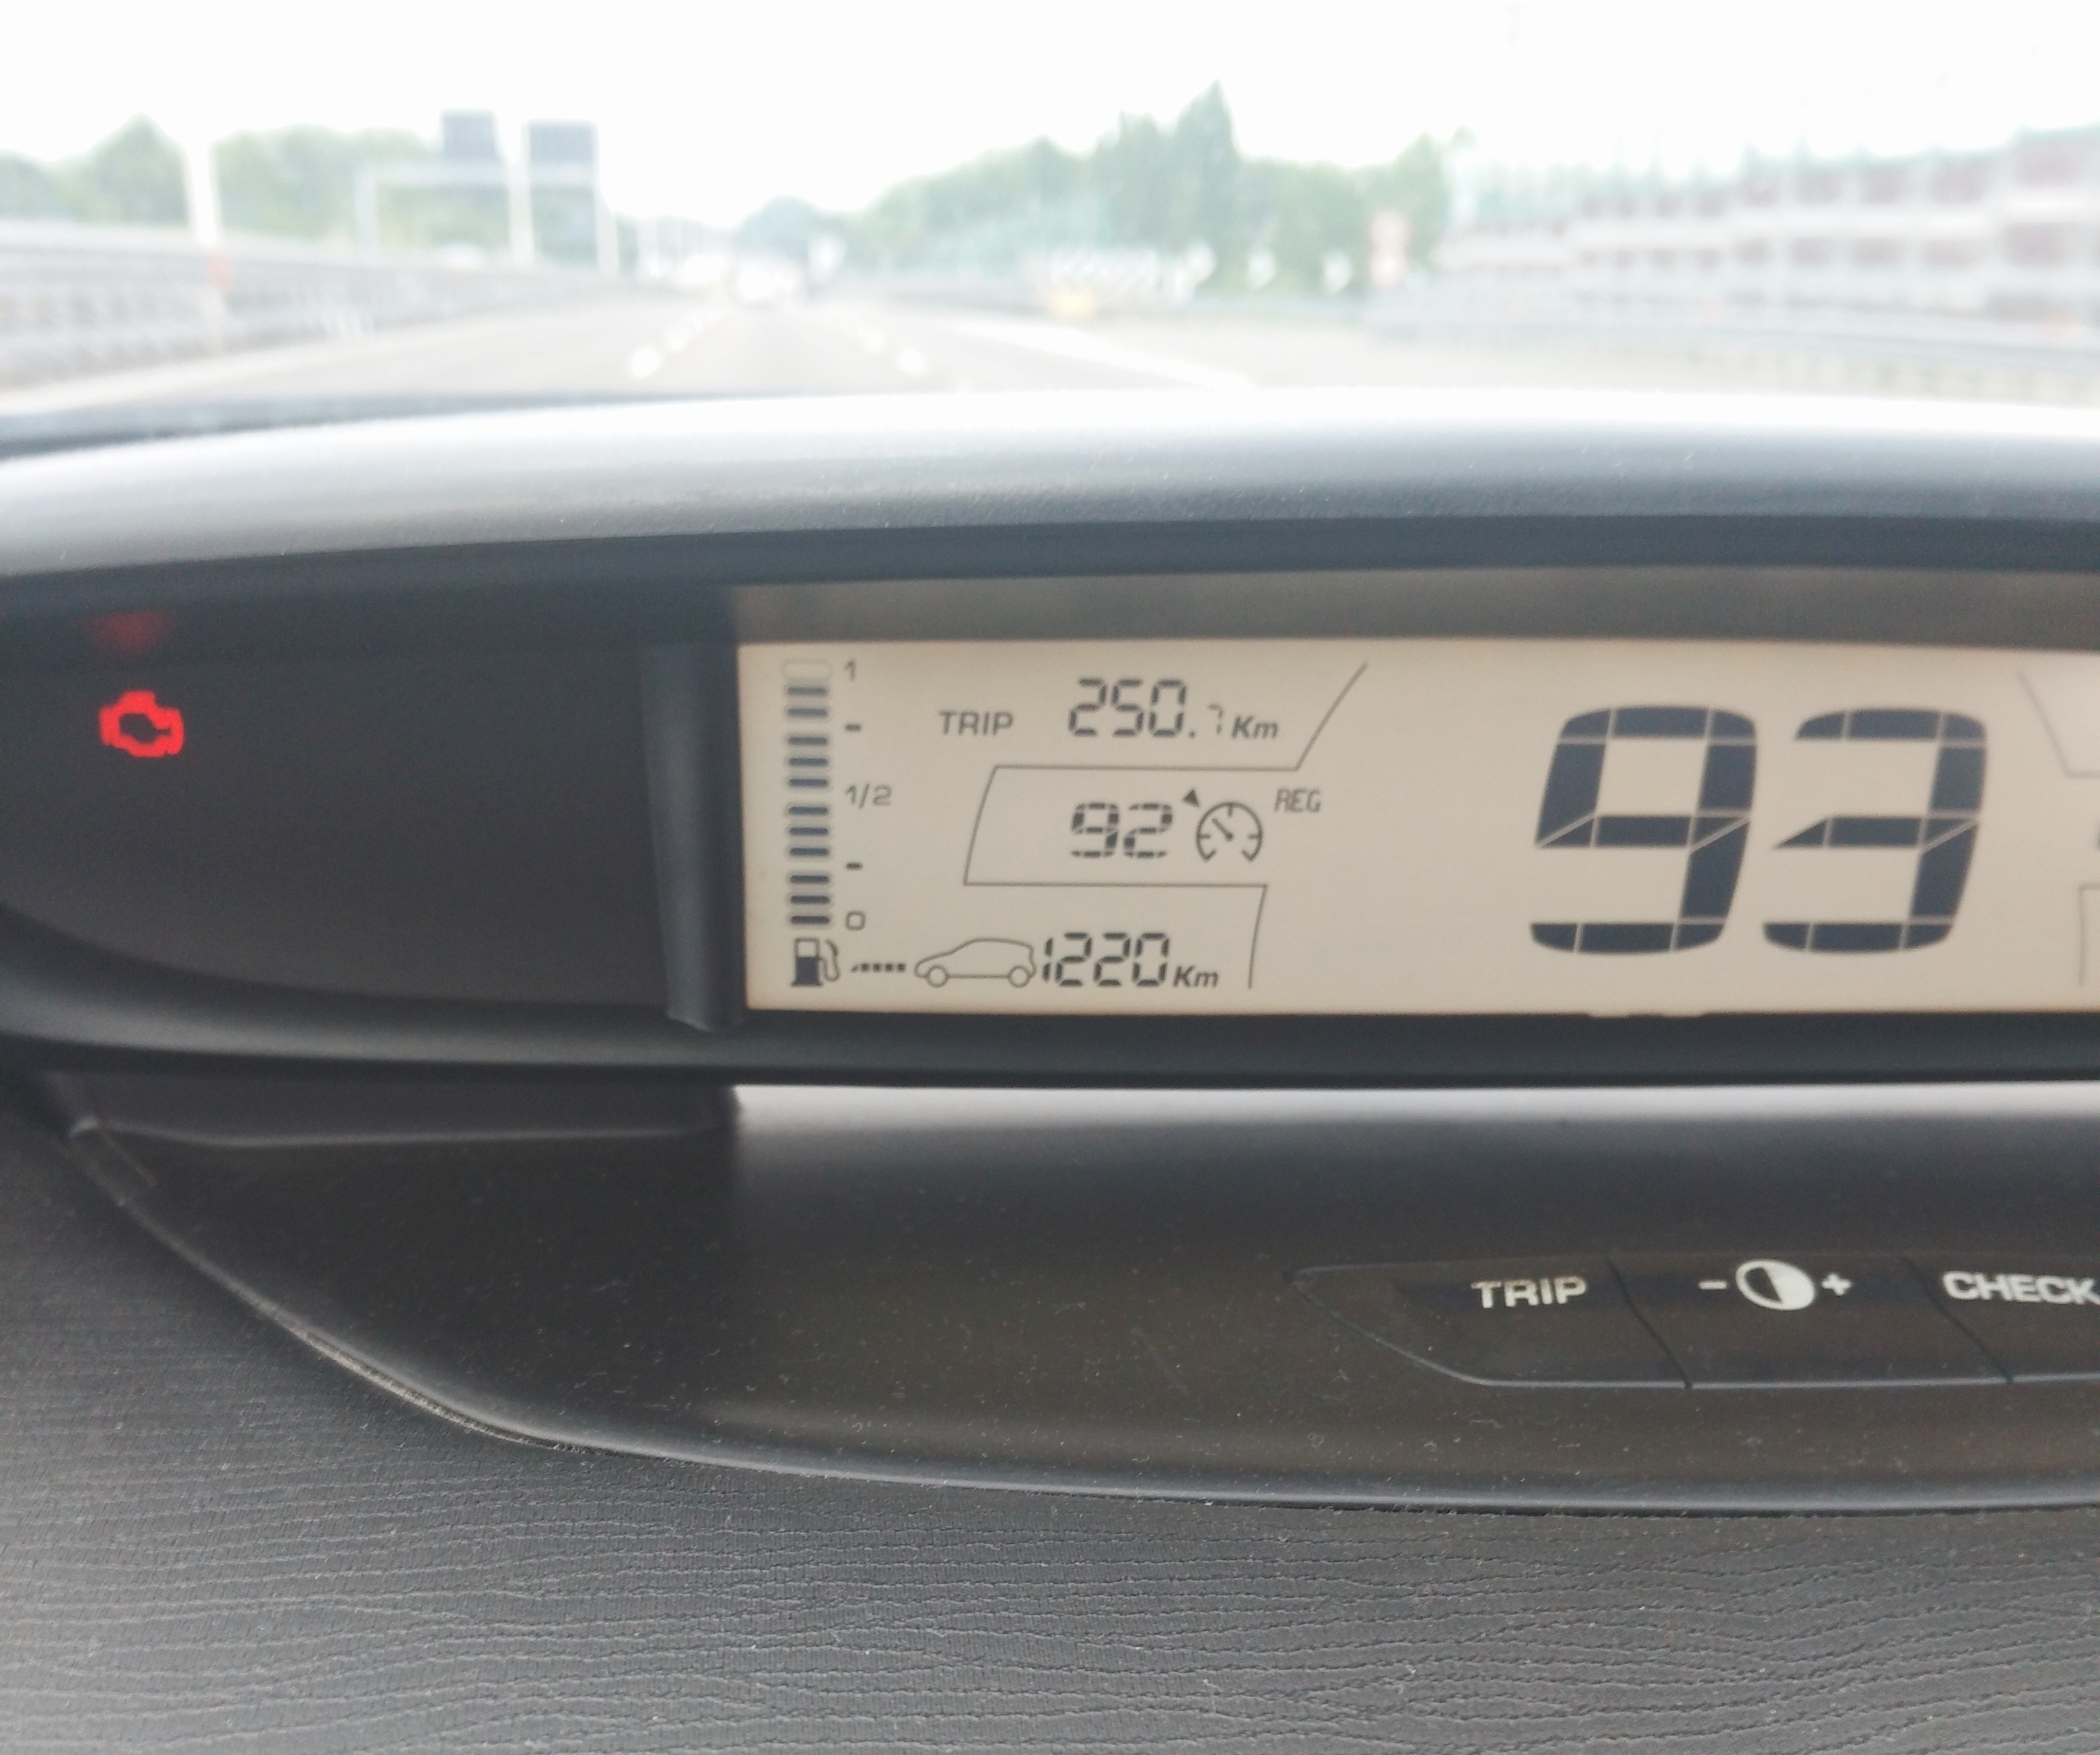 1
TRIP 250.7 Km
1/2
92 REG
93
0
1220 Km
TRIP - + CHECK